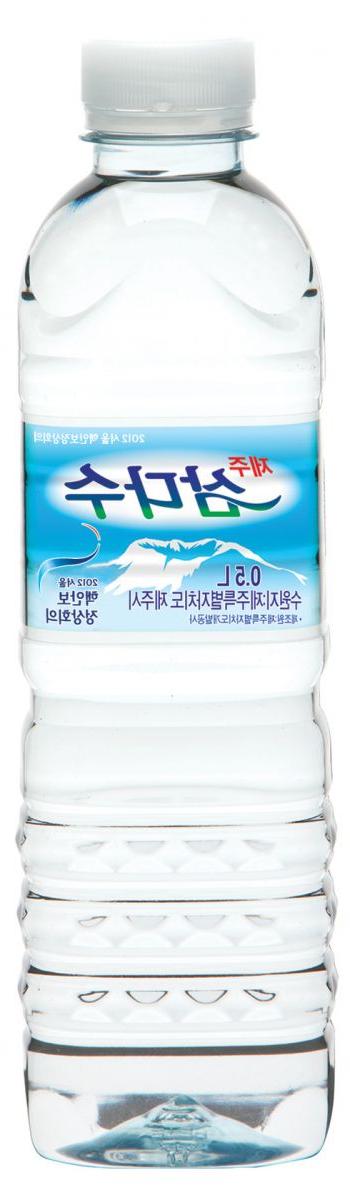 2012 서울 핵안보정상회의
제주
삼다수
0.5 L
수원지:제주특별자치도 제주시
• 제조원:제주특별자치도개발공사
2012 서울
핵안보
정상회의